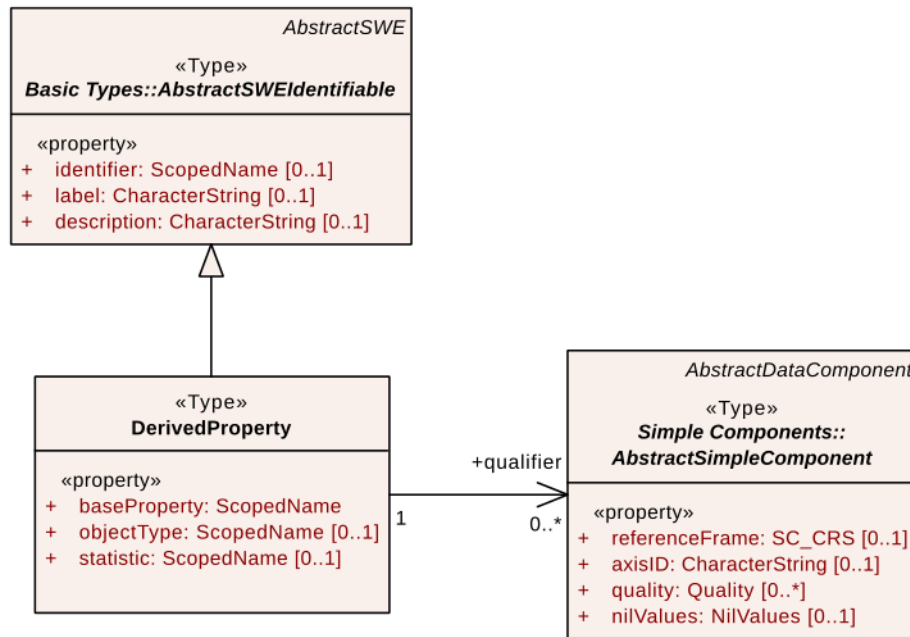 AbstractSWE
«Type»
Basic Types::AbstractSWEIdentifiable
«property»
+ identifier: ScopedName [0..1]
+ label: CharacterString [0..1]
+ description: CharacterString [0..1]
«Type»
DerivedProperty
«property»
+ baseProperty: ScopedName
+ objectType: ScopedName [0..1]
+ statistic: ScopedName [0..1]
+qualifier
1
0..*
AbstractDataComponent
«Type»
Simple Components::
AbstractSimpleComponent
«property»
+ referenceFrame: SC_CRS [0..1]
+ axisID: CharacterString [0..1]
+ quality: Quality [0..*]
+ nilValues: NilValues [0..1]